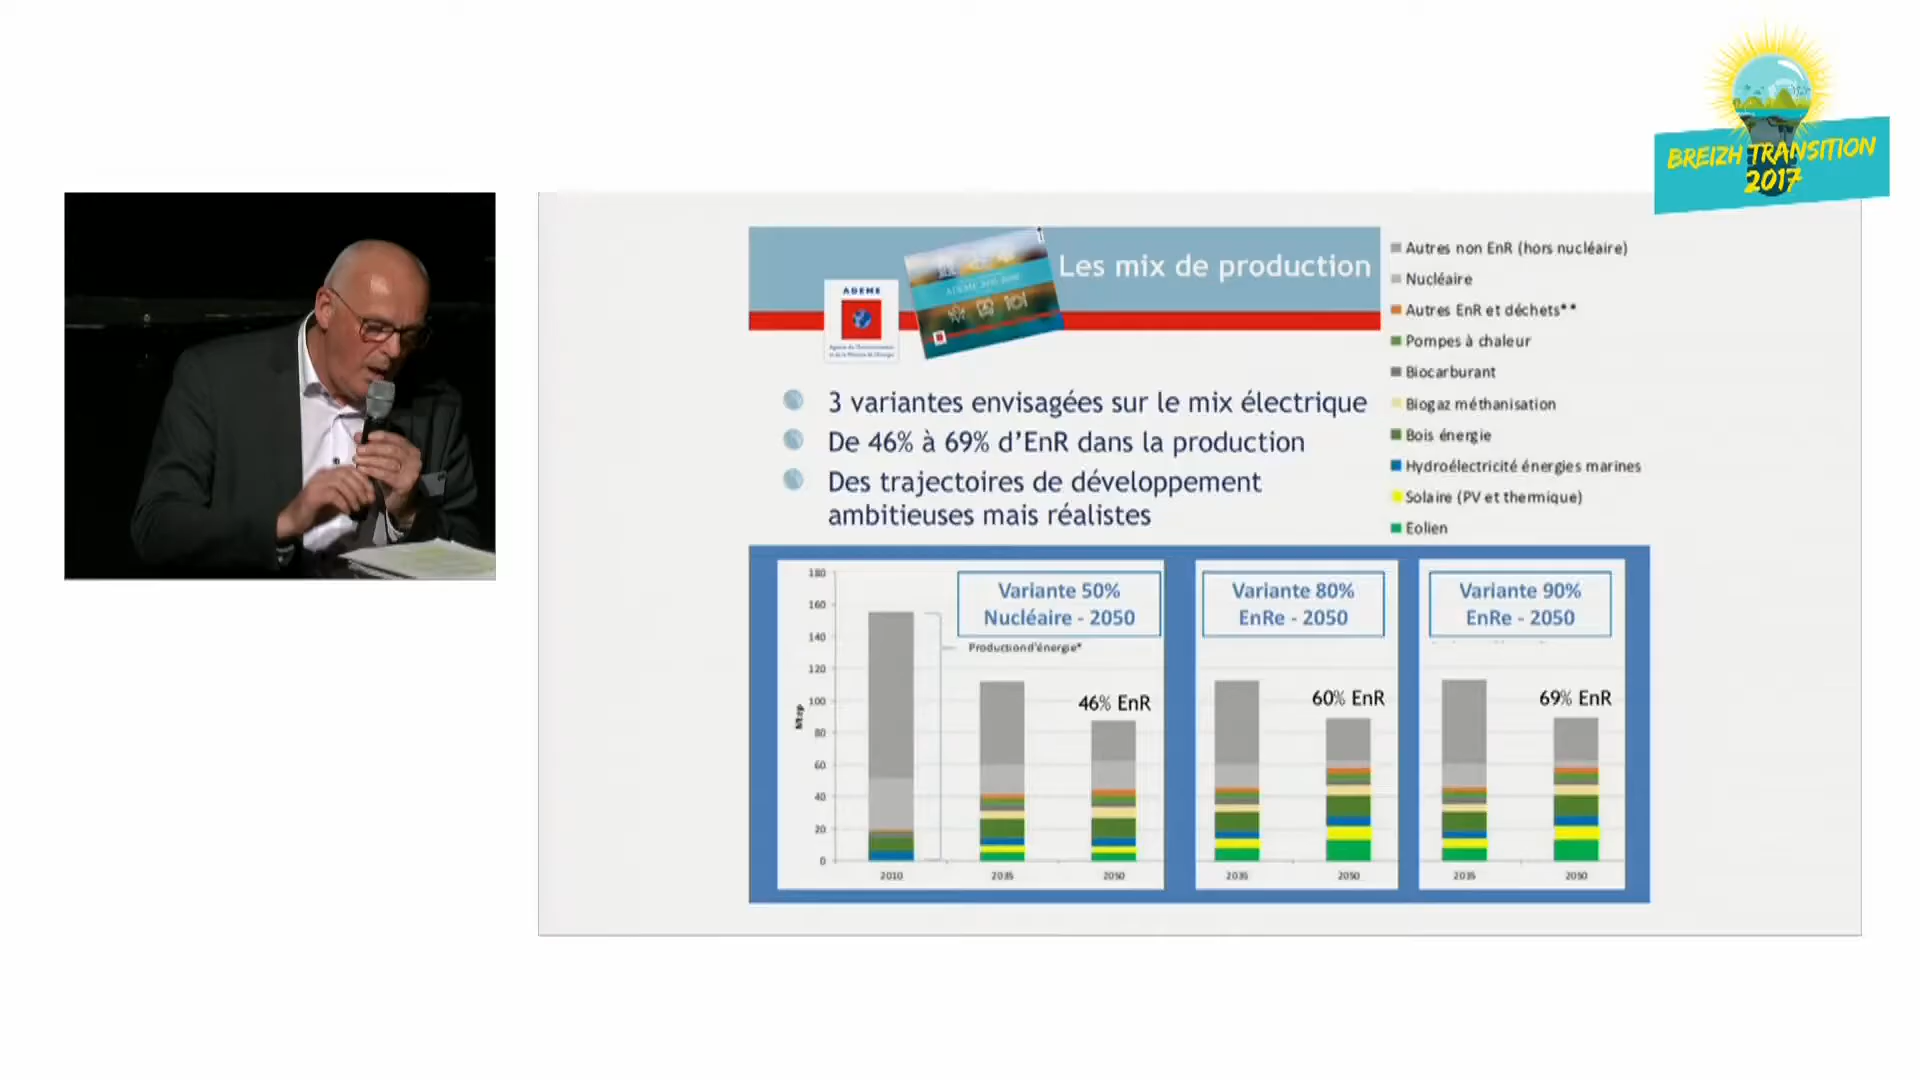 BREIZH TRANSITION
2017
Les mix de production
ADEME
3 variantes envisagées sur le mix électrique
De 46% à 69% d'EnR dans la production
Des trajectoires de développement
ambitieuses mais réalistes
Autres non EnR (hors nucléaire)
Nucléaire
Autres EnR et déchets**
Pompes à chaleur
Biocarburant
Biogaz méthanisation
Bois énergie
Hydroélectricité énergies marines
Solaire (PV et thermique)
Eolien
Variante 50%
Nucléaire - 2050
Production d'énergie*
46% EnR
Mtep
180
160
140
120
100
80
60
40
20
0
2010
2035
2050
Variante 80%
EnRe - 2050
60% EnR
2035
2050
Variante 90%
EnRe - 2050
69% EnR
2035
2050